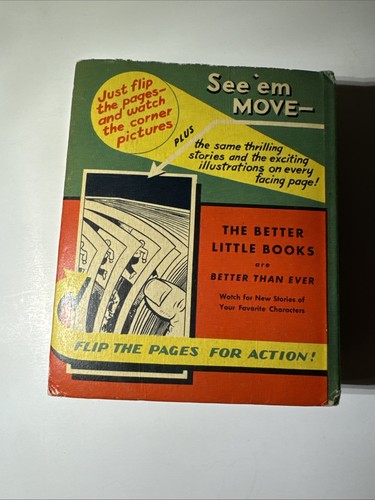 See 'em
MOVE—
Just flip
the pages—
and watch
the corner
pictures
PLUS
the same thrilling
stories and the exciting
illustrations on every
facing page!
THE BETTER
LITTLE BOOKS
are
BETTER THAN EVER
Watch for New Stories of
Your Favorite Characters
FLIP THE PAGES FOR ACTION!